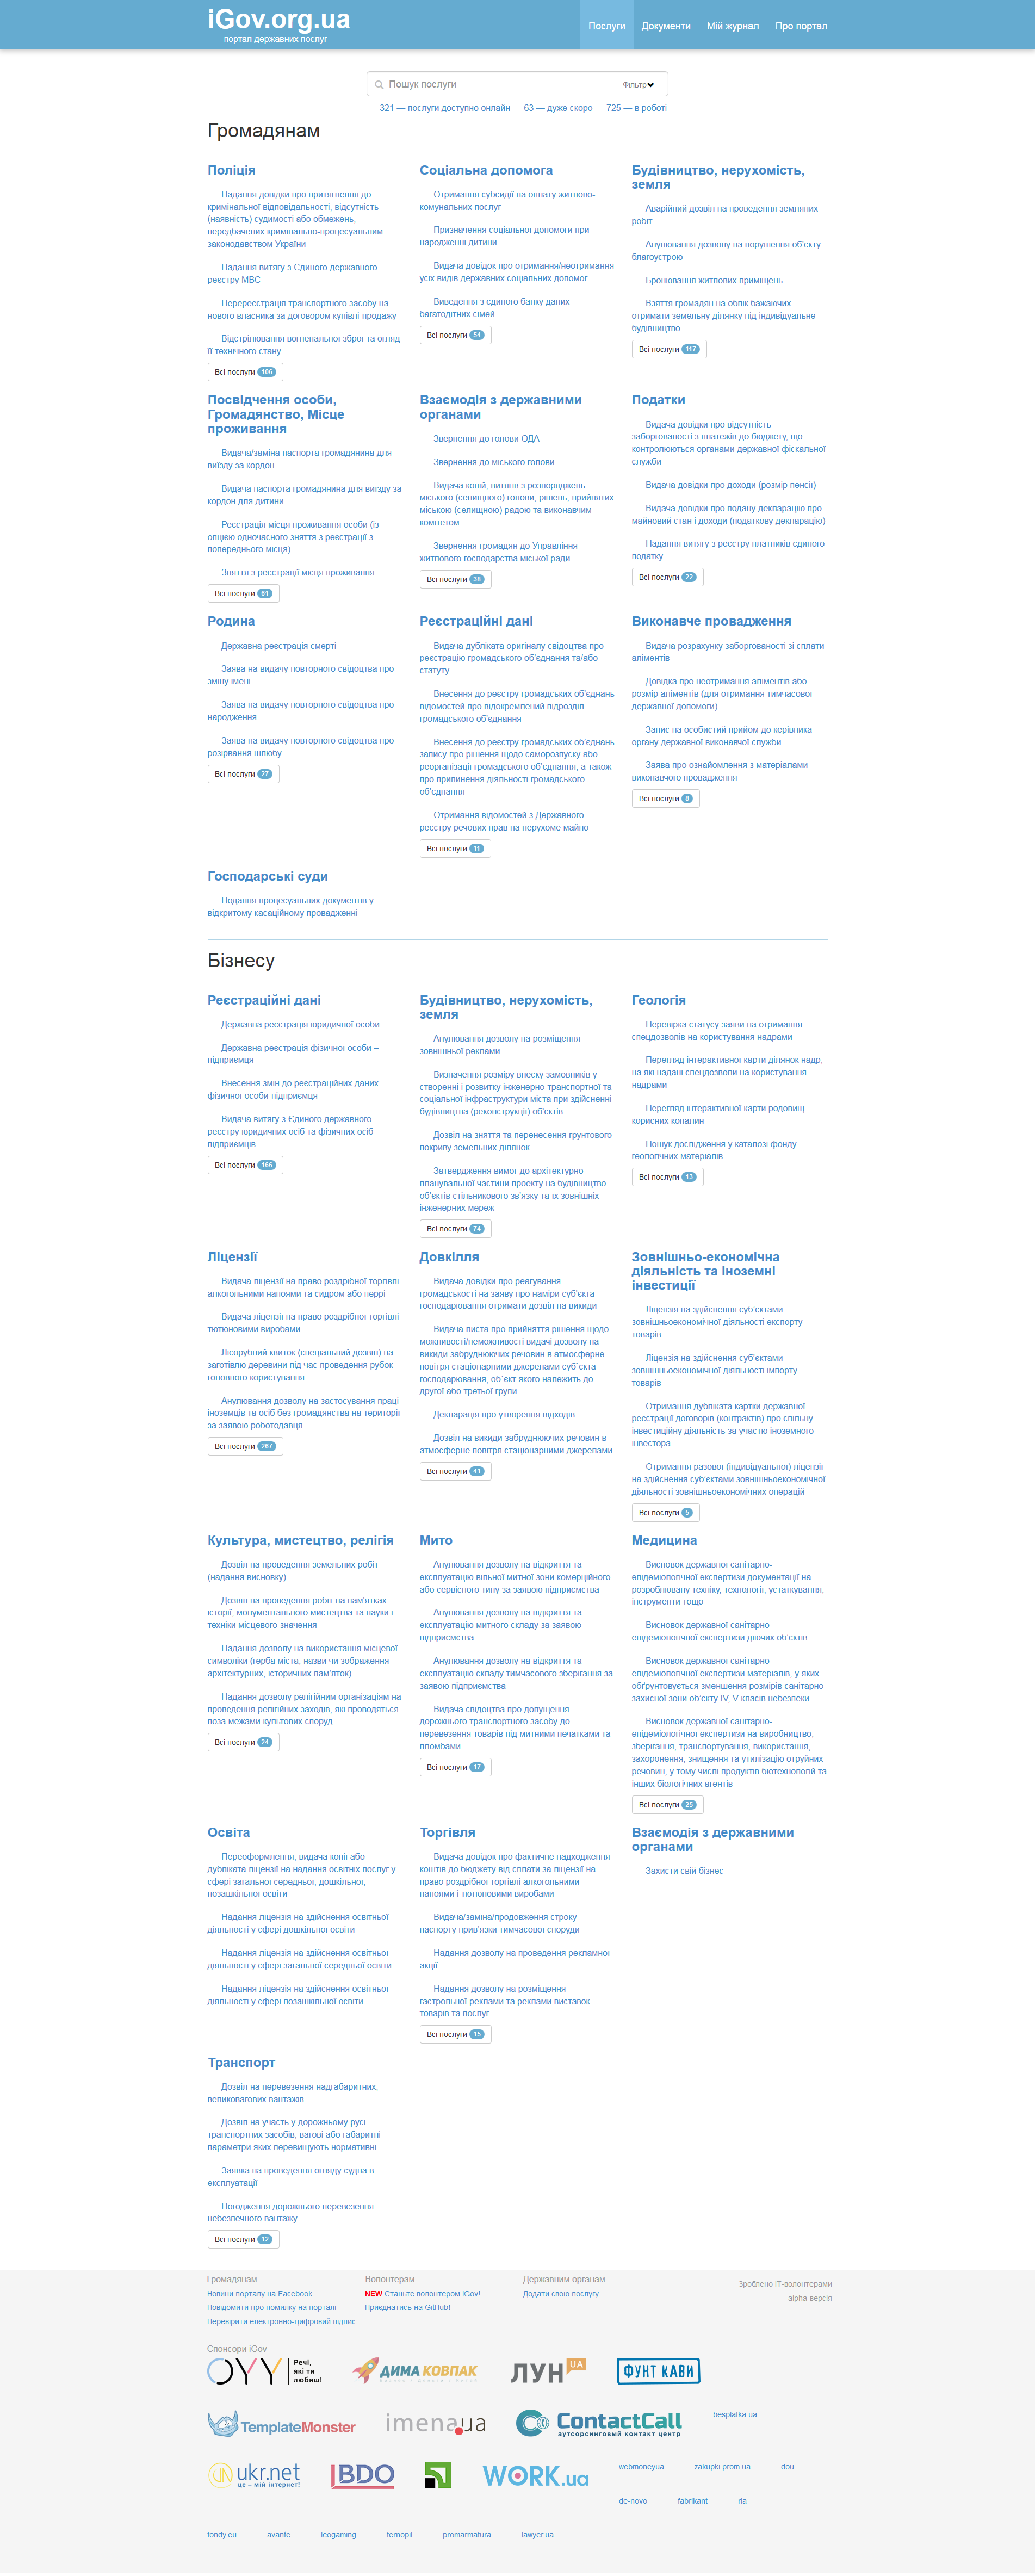 iGov.org.ua
портал державних послуг
Послуги Документи Мій журнал Про портал
Пошук послуги Фільтр
321 — послуги доступно онлайн 63 — дуже скоро 725 — в роботі
Громадянам
Поліція
Надання довідки про притягнення до
кримінальної відповідальності, відсутність
(наявність) судимості або обмежень,
передбачених кримінально-процесуальним
законодавством України
Надання витягу з Єдиного державного
реєстру МВС
Перереєстрація транспортного засобу на
нового власника за договором купівлі-продажу
Відстрілювання вогнепальної зброї та огляд
її технічного стану
Всі послуги 106
Соціальна допомога
Отримання субсидії на оплату житлово-
комунальних послуг
Призначення соціальної допомоги при
народженні дитини
Видача довідок про отримання/неотримання
усіх видів державних соціальних допомог.
Виведення з єдиного банку даних
багатодітних сімей
Всі послуги 54
Будівництво, нерухомість,
земля
Аварійний дозвіл на проведення земляних
робіт
Анулювання дозволу на порушення об'єкту
благоустрою
Бронювання житлових приміщень
Взяття громадян на облік бажаючих
отримати земельну ділянку під індивідуальне
будівництво
Всі послуги 117
Посвідчення особи,
Громадянство, Місце
проживання
Видача/заміна паспорта громадянина для
виїзду за кордон
Видача паспорта громадянина для виїзду за
кордон для дитини
Реєстрація місця проживання особи (із
опцією одночасного зняття з реєстрації з
попереднього місця)
Зняття з реєстрації місця проживання
Всі послуги 61
Взаємодія з державними
органами
Звернення до голови ОДА
Звернення до міського голови
Видача копій, витягів з розпоряджень
міського (селищного) голови, рішень, прийнятих
міською (селищною) радою та виконавчим
комітетом
Звернення громадян до Управління
житлового господарства міської ради
Всі послуги 38
Податки
Видача довідки про відсутність
заборгованості з платежів до бюджету, що
контролюються органами державної фіскальної
служби
Видача довідки про доходи (розмір пенсії)
Видача довідки про подану декларацію про
майновий стан і доходи (податкову декларацію)
Надання витягу з реєстру платників єдиного
податку
Всі послуги 22
Родина
Державна реєстрація смерті
Заява на видачу повторного свідоцтва про
зміну імені
Заява на видачу повторного свідоцтва про
народження
Заява на видачу повторного свідоцтва про
розірвання шлюбу
Всі послуги 27
Реєстраційні дані
Видача дубліката оригіналу свідоцтва про
реєстрацію громадського об'єднання та/або
статуту
Внесення до реєстру громадських об'єднань
відомостей про відокремлений підрозділ
громадського об'єднання
Внесення до реєстру громадських об'єднань
запису про рішення щодо саморозпуску або
реорганізації громадського об'єднання, а також
про припинення діяльності громадського
об'єднання
Отримання відомостей з Державного
реєстру речових прав на нерухоме майно
Всі послуги 11
Виконавче провадження
Видача розрахунку заборгованості зі сплати
аліментів
Довідка про неотримання аліментів або
розмір аліментів (для отримання тимчасової
державної допомоги)
Запис на особистий прийом до керівника
органу державної виконавчої служби
Заява про ознайомлення з матеріалами
виконавчого провадження
Всі послуги 8
Господарські суди
Подання процесуальних документів у
відкритому касаційному провадженні
Бізнесу
Реєстраційні дані
Державна реєстрація юридичної особи
Державна реєстрація фізичної особи –
підприємця
Внесення змін до реєстраційних даних
фізичної особи-підприємця
Видача витягу з Єдиного державного
реєстру юридичних осіб та фізичних осіб –
підприємців
Всі послуги 166
Будівництво, нерухомість,
земля
Анулювання дозволу на розміщення
зовнішньої реклами
Визначення розміру внеску замовників у
створенні і розвитку інженерно-транспортної та
соціальної інфраструктури міста при здійсненні
будівництва (реконструкції) об'єктів
Дозвіл на зняття та перенесення ґрунтового
покриву земельних ділянок
Затвердження вимог до архітектурно-
планувальної частини проекту на будівництво
об'єктів стільникового зв'язку та їх зовнішніх
інженерних мереж
Всі послуги 74
Геологія
Перевірка статусу заяви на отримання
спецдозволів на користування надрами
Перегляд інтерактивної карти ділянок надр,
на які надані спецдозволи на користування
надрами
Перегляд інтерактивної карти родовищ
корисних копалин
Пошук дослідження у каталозі фонду
геологічних матеріалів
Всі послуги 13
Ліцензії
Видача ліцензії на право роздрібної торгівлі
алкогольними напоями та сидром або перрі
Видача ліцензії на право роздрібної торгівлі
тютюновими виробами
Лісорубний квиток (спеціальний дозвіл) на
заготівлю деревини під час проведення рубок
головного користування
Анулювання дозволу на застосування праці
іноземців та осіб без громадянства на території
за заявою роботодавця
Всі послуги 267
Довкілля
Видача довідки про реагування
громадськості на заяву про наміри суб'єкта
господарювання отримати дозвіл на викиди
Видача листа про прийняття рішення щодо
можливості/неможливості видачі дозволу на
викиди забруднюючих речовин в атмосферне
повітря стаціонарними джерелами суб`єкта
господарювання, об`єкт якого належить до
другої або третьої групи
Декларація про утворення відходів
Дозвіл на викиди забруднюючих речовин в
атмосферне повітря стаціонарними джерелами
Всі послуги 41
Зовнішньо-економічна
діяльність та іноземні
інвестиції
Ліцензія на здійснення суб'єктами
зовнішньоекономічної діяльності експорту
товарів
Ліцензія на здійснення суб'єктами
зовнішньоекономічної діяльності імпорту
товарів
Отримання дубліката картки державної
реєстрації договорів (контрактів) про спільну
інвестиційну діяльність за участю іноземного
інвестора
Отримання разової (індивідуальної) ліцензії
на здійснення суб'єктами зовнішньоекономічної
діяльності зовнішньоекономічних операцій
Всі послуги 5
Культура, мистецтво, релігія
Дозвіл на проведення земельних робіт
(надання висновку)
Дозвіл на проведення робіт на пам'ятках
історії, монументального мистецтва та науки і
техніки місцевого значення
Надання дозволу на використання місцевої
символіки (герба міста, назви чи зображення
архітектурних, історичних пам'яток)
Надання дозволу релігійним організаціям на
проведення релігійних заходів, які проводяться
поза межами культових споруд
Всі послуги 24
Мито
Анулювання дозволу на відкриття та
експлуатацію вільної митної зони комерційного
або сервісного типу за заявою підприємства
Анулювання дозволу на відкриття та
експлуатацію митного складу за заявою
підприємства
Анулювання дозволу на відкриття та
експлуатацію складу тимчасового зберігання за
заявою підприємства
Видача свідоцтва про допущення
дорожнього транспортного засобу до
перевезення товарів під митними печатками та
пломбами
Всі послуги 17
Медицина
Висновок державної санітарно-
епідеміологічної експертизи документації на
розроблювану техніку, технології, устаткування,
інструменти тощо
Висновок державної санітарно-
епідеміологічної експертизи діючих об'єктів
Висновок державної санітарно-
епідеміологічної експертизи матеріалів, у яких
обґрунтовується зменшення розмірів санітарно-
захисної зони об'єкту IV, V класів небезпеки
Висновок державної санітарно-
епідеміологічної експертизи на виробництво,
зберігання, транспортування, використання,
захоронення, знищення та утилізацію отруйних
речовин, у тому числі продуктів біотехнологій та
інших біологічних агентів
Всі послуги 25
Освіта
Переоформлення, видача копії або
дубліката ліцензії на надання освітніх послуг у
сфері загальної середньої, дошкільної,
позашкільної освіти
Надання ліцензія на здійснення освітньої
діяльності у сфері дошкільної освіти
Надання ліцензія на здійснення освітньої
діяльності у сфері загальної середньої освіти
Надання ліцензія на здійснення освітньої
діяльності у сфері позашкільної освіти
Торгівля
Видача довідок про фактичне надходження
коштів до бюджету від сплати за ліцензії на
право роздрібної торгівлі алкогольними
напоями і тютюновими виробами
Видача/заміна/продовження строку
паспорту прив'язки тимчасової споруди
Надання дозволу на проведення рекламної
акції
Надання дозволу на розміщення
гастрольної реклами та реклами виставок
товарів та послуг
Всі послуги 15
Взаємодія з державними
органами
Захисти свій бізнес
Транспорт
Дозвіл на перевезення надгабаритних,
великовагових вантажів
Дозвіл на участь у дорожньому русі
транспортних засобів, вагові або габаритні
параметри яких перевищують нормативні
Заявка на проведення огляду судна в
експлуатації
Погодження дорожнього перевезення
небезпечного вантажу
Всі послуги 12
Громадянам
Новини порталу на Facebook
Повідомити про помилку на порталі
Перевірити електронно-цифровий підпис
Волонтерам
NEW Станьте волонтером iGov!
Приєднатись на GitHub!
Державним органам
Додати свою послугу
Зроблено ІТ-волонтерами
alpha-версія
Спонсори iGov
Речі,
які ти
любиш!
ДИМА КОВПАК
ЛУН UA
ФУНТ КАВИ
TemplateMonster
imena.ua
ContactCall
аутсорсинговый контакт центр
besplatka.ua
ukr.net
це – мій інтернет!
BDO
WORK.ua
webmoneyua zakupki.prom.ua dou
de-novo fabrikant ria
fondy.eu avante leogaming ternopil promarmatura lawyer.ua